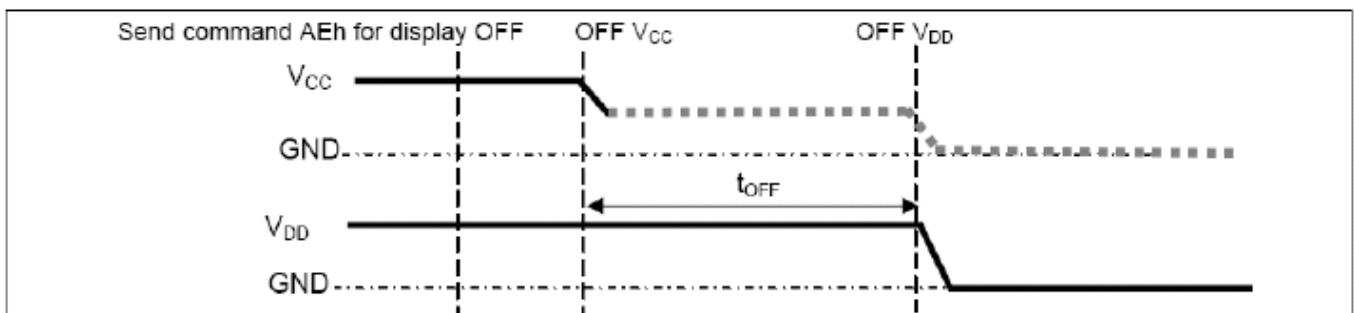 Send command AEh for display OFF OFF VCC OFF VDD
VCC
GND
tOFF
VDD
GND